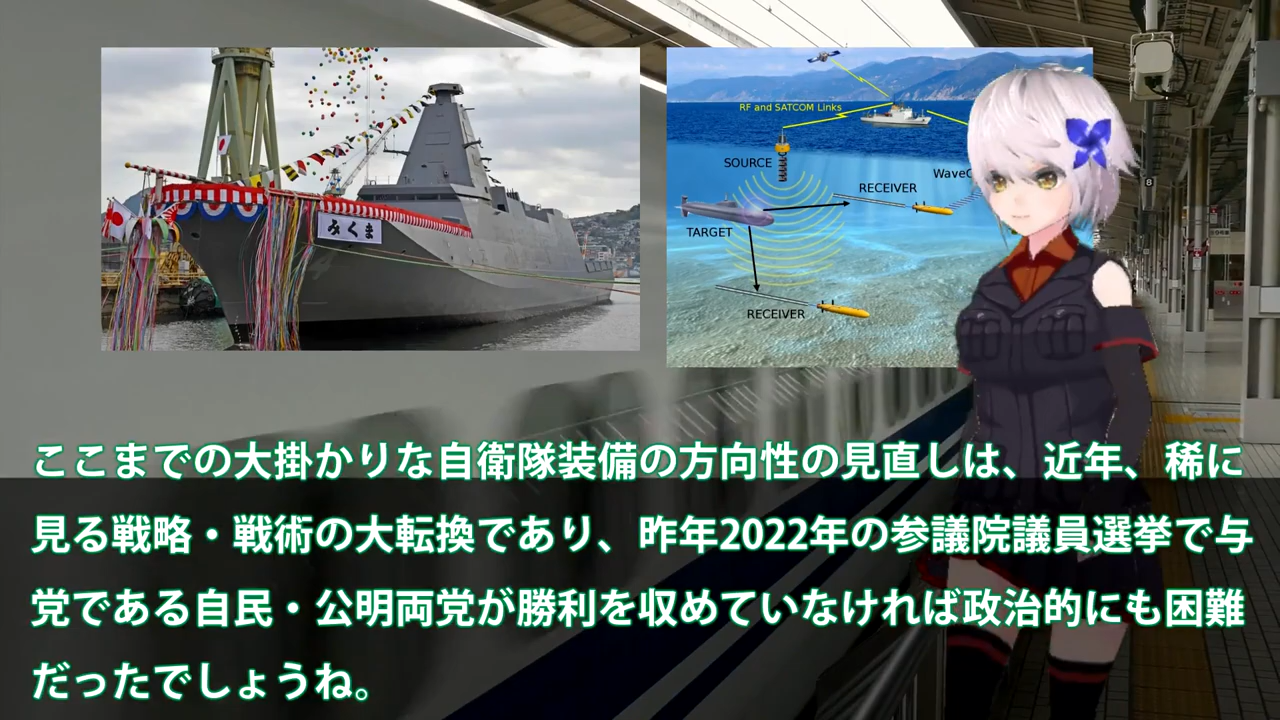 みくま
RF and SATCOM Links
SOURCE
RECEIVER
TARGET
RECEIVER
8
ここまでの大掛かりな自衛隊装備の方向性の見直しは、近年、稀に
見る戦略・戦術の大転換であり、昨年2022年の参議院議員選挙で与
党である自民・公明両党が勝利を収めていなければ政治的にも困難
だったでしょうね。